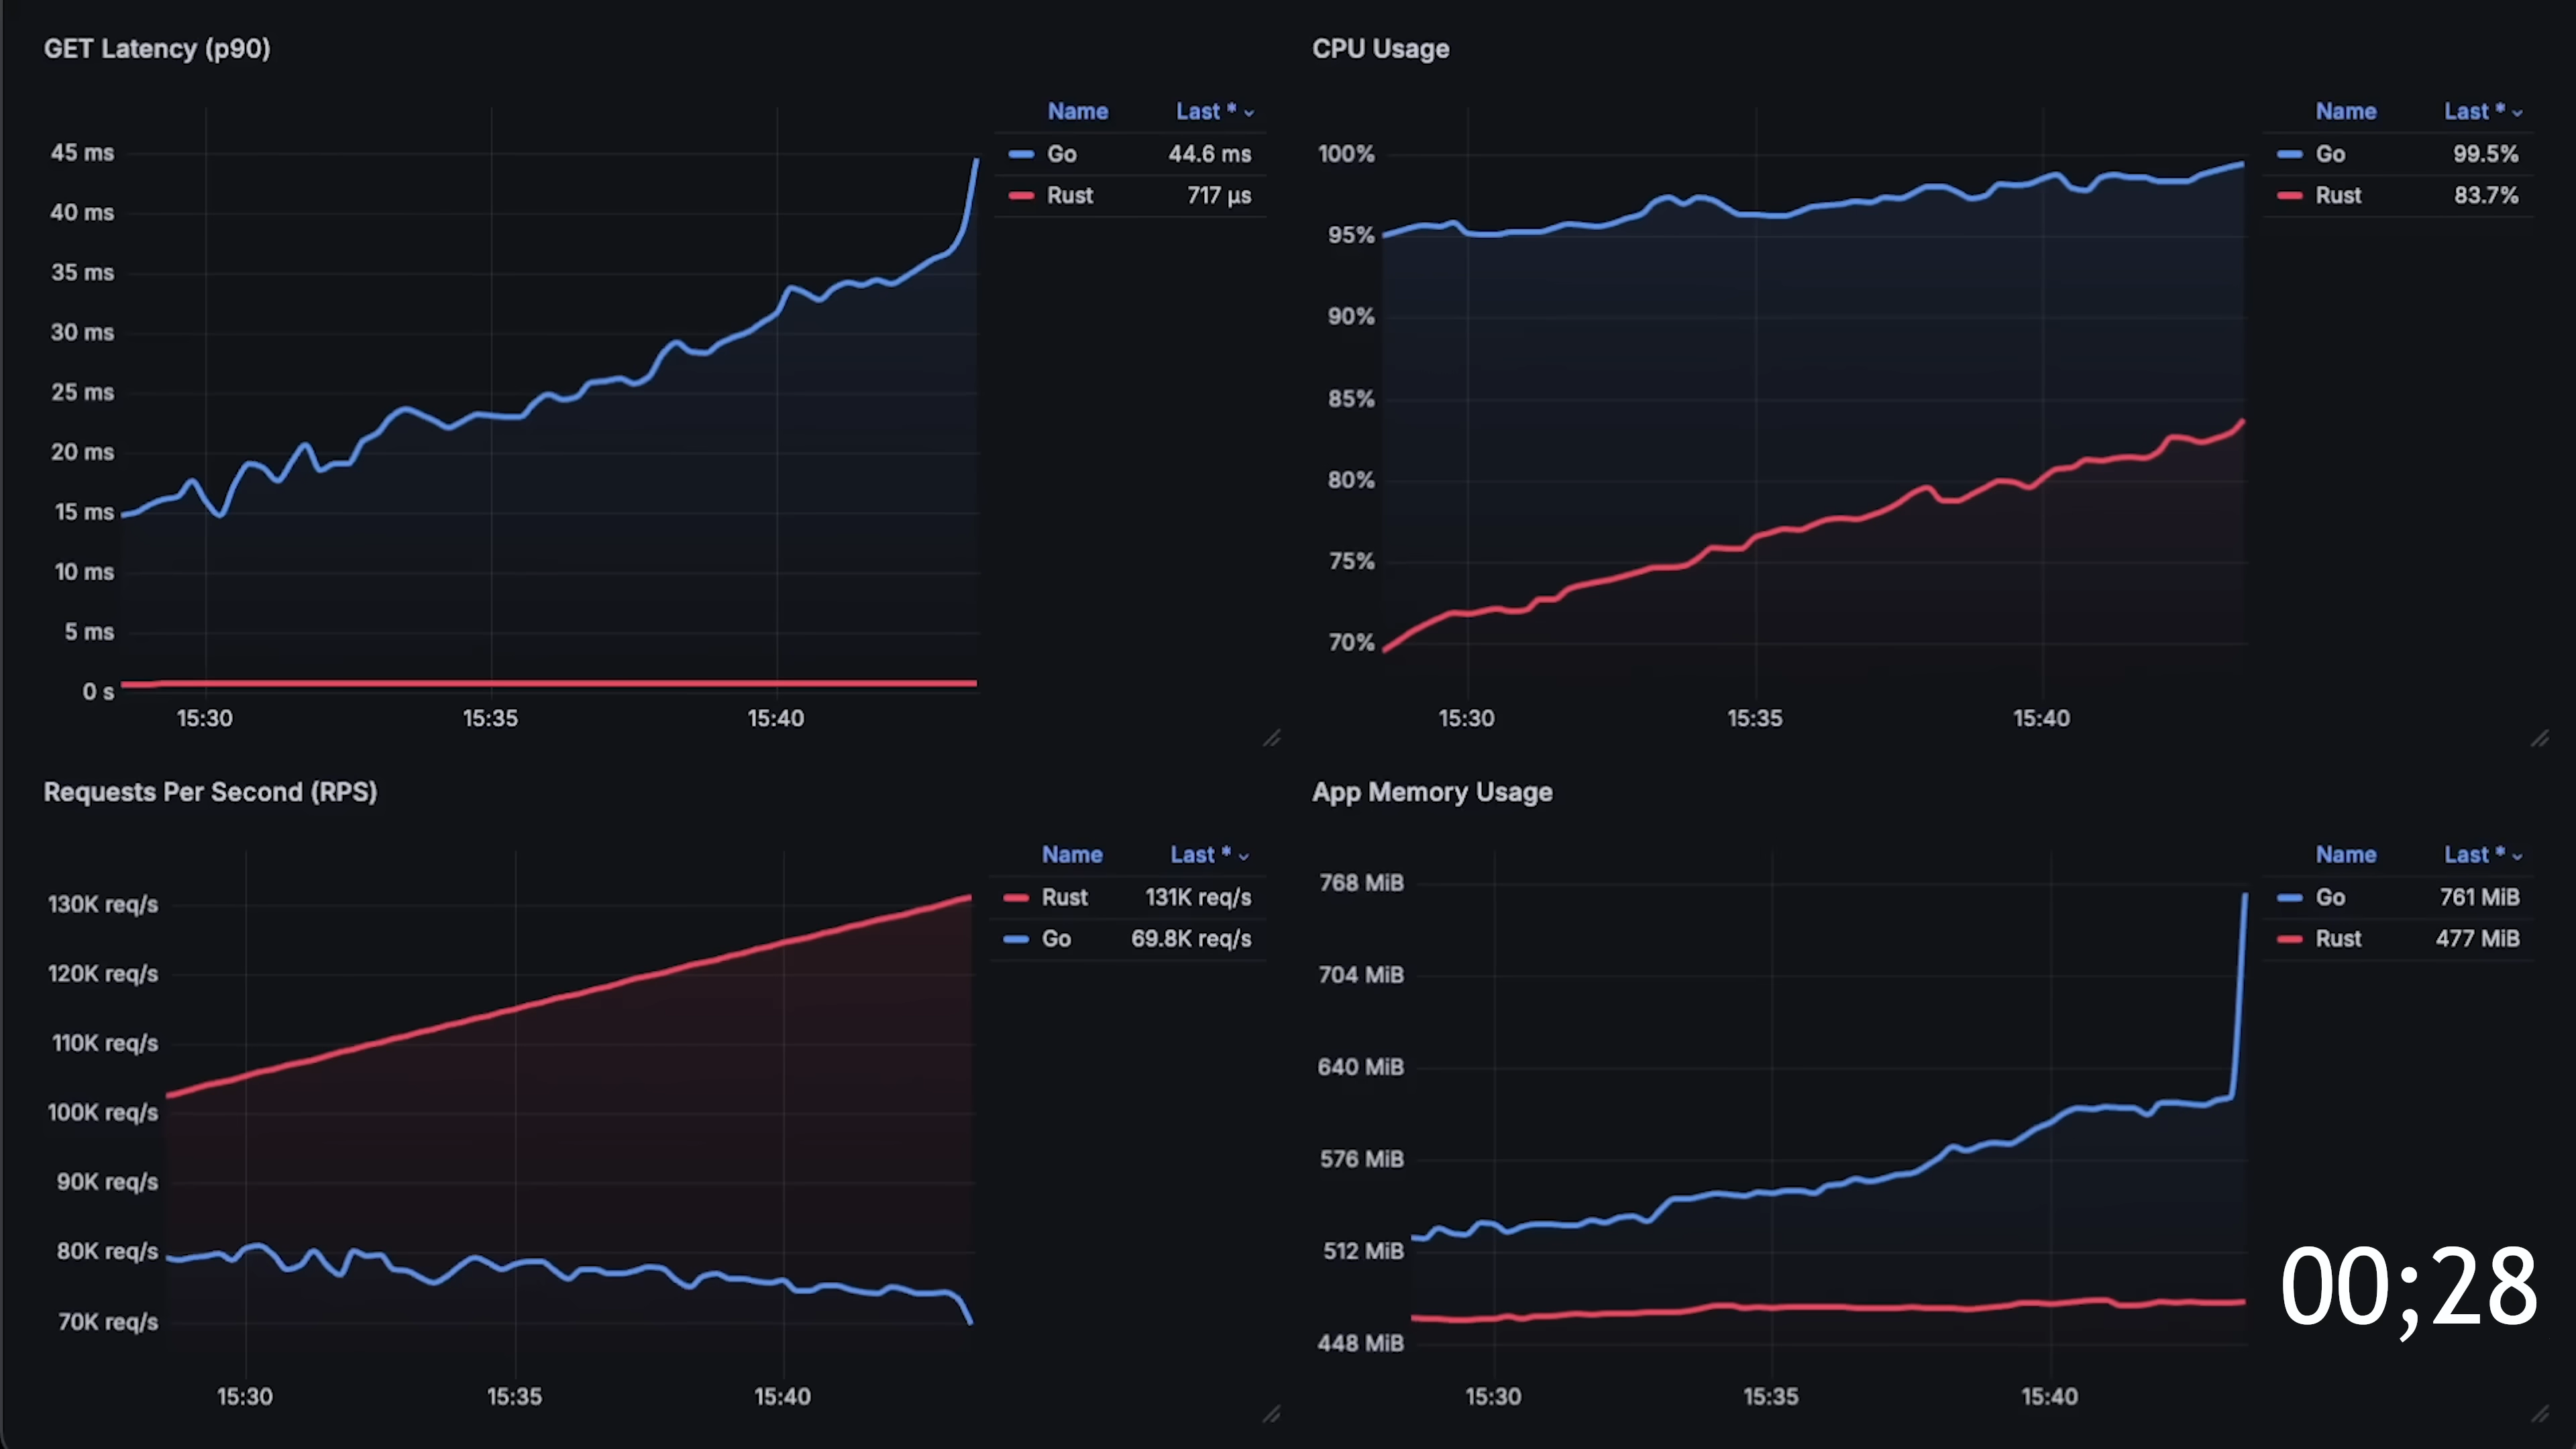 GET Latency (p90)
Name Last *
Go 44.6 ms
Rust 717 µs
45 ms
40 ms
35 ms
30 ms
25 ms
20 ms
15 ms
10 ms
5 ms
0 s
15:30 15:35 15:40
CPU Usage
Name Last *
Go 99.5%
Rust 83.7%
100%
95%
90%
85%
80%
75%
70%
15:30 15:35 15:40
Requests Per Second (RPS)
Name Last *
Rust 131K req/s
Go 69.8K req/s
130K req/s
120K req/s
110K req/s
100K req/s
90K req/s
80K req/s
70K req/s
15:30 15:35 15:40
App Memory Usage
Name Last *
Go 761 MiB
Rust 477 MiB
768 MiB
704 MiB
640 MiB
576 MiB
512 MiB
448 MiB
15:30 15:35 15:40
00;28